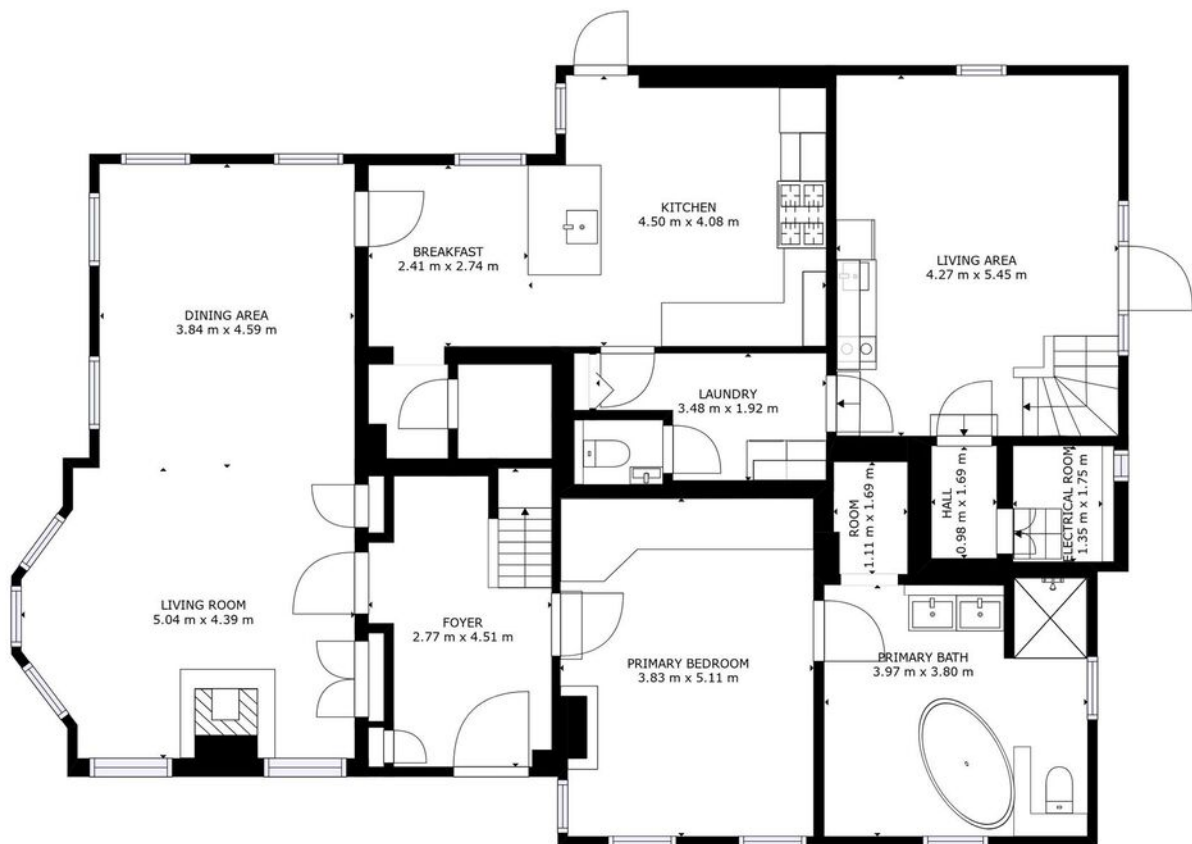 KITCHEN
4.50 m x 4.08 m
BREAKFAST
2.41 m x 2.74 m
LIVING AREA
4.27 m x 5.45 m
DINING AREA
3.84 m x 4.59 m
LAUNDRY
3.48 m x 1.92 m
ROOM
1.11 m x 1.69 m
HALL
0.98 m x 1.69 m
ELECTRICAL ROOM
1.35 m x 1.75 m
LIVING ROOM
5.04 m x 4.39 m
FOYER
2.77 m x 4.51 m
PRIMARY BEDROOM
3.83 m x 5.11 m
PRIMARY BATH
3.97 m x 3.80 m